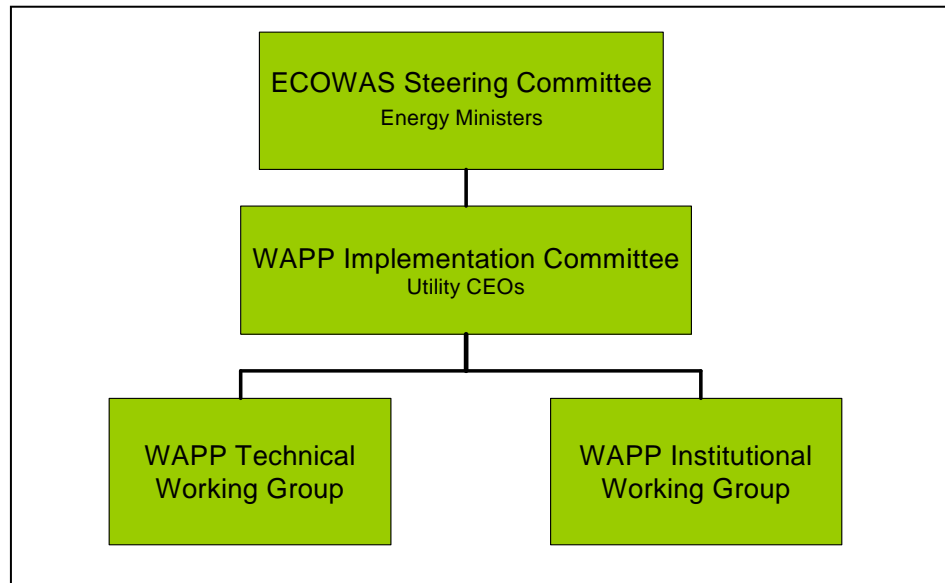 ECOWAS Steering Committee
Energy Ministers
WAPP Implementation Committee
Utility CEOs
WAPP Technical
Working Group
WAPP Institutional
Working Group